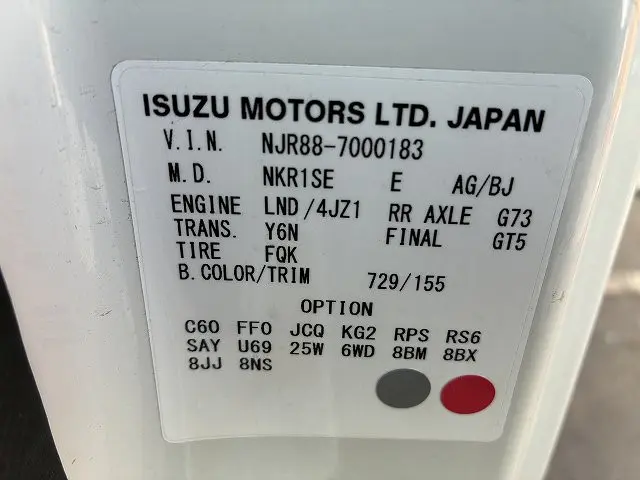 ISUZU MOTORS LTD. JAPAN
V.I.N. NJR88-7000183
M.D. NKR1SE E AG/BJ
ENGINE LND/4JZ1 RR AXLE G73
TRANS. Y6N FINAL GT5
TIRE FQK
B.COLOR/TRIM 729/155
OPTION
C60 FF0 JCQ KG2 RPS RS6
SAY U69 25W 6WD 8BM 8BX
8JJ 8NS